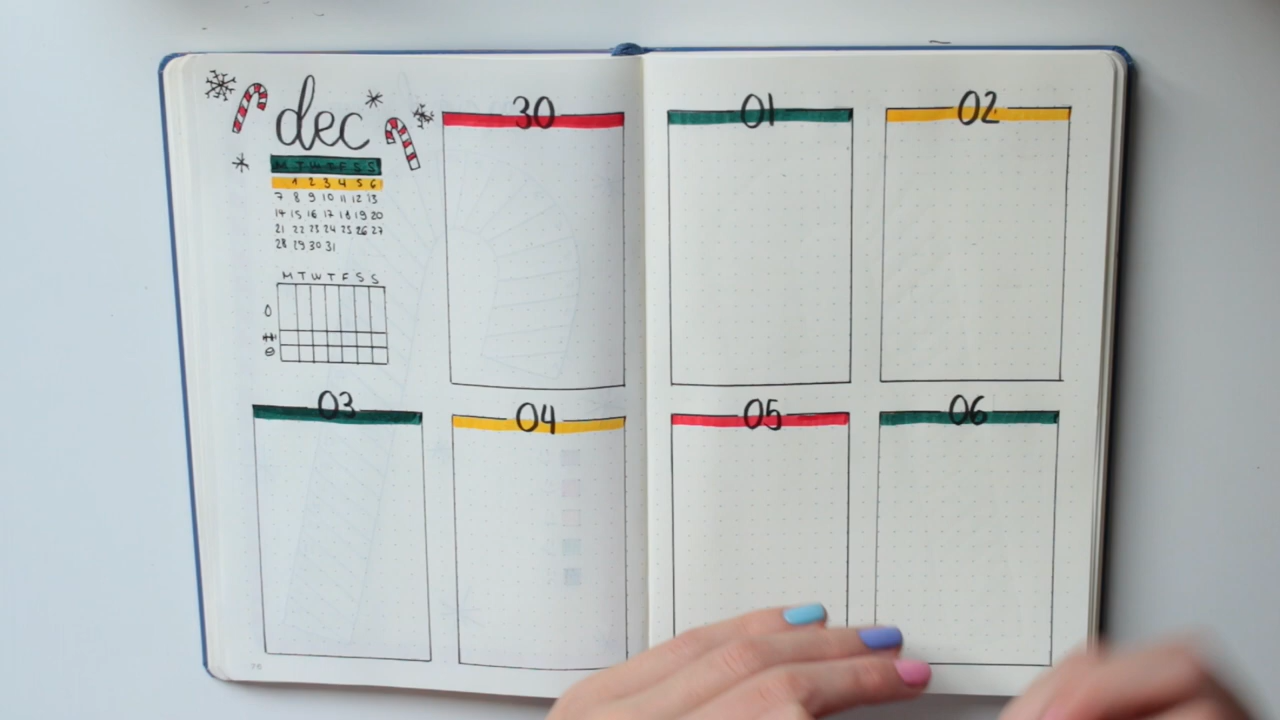 dec
M T W T F S S
1 2 3 4 5 6
7 8 9 10 11 12 13
14 15 16 17 18 19 20
21 22 23 24 25 26 27
28 29 30 31
M T W T F S S
30
01
02
03
04
05
06